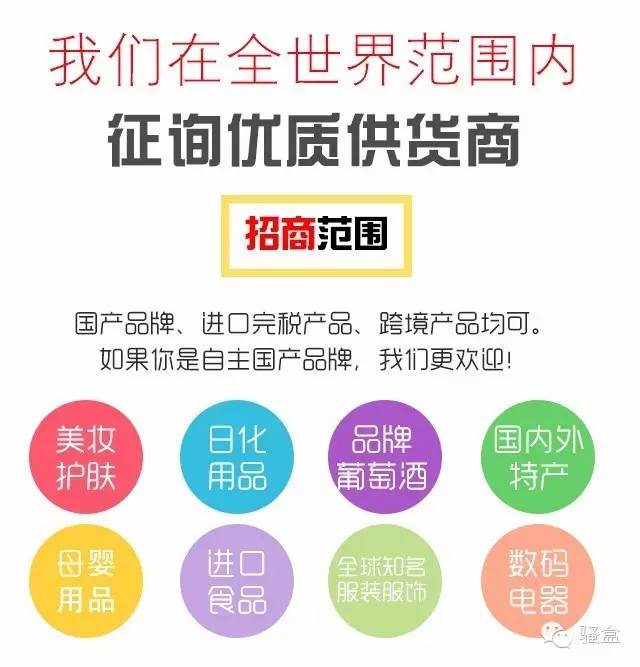 我们在全世界范围内
征询优质供货商
招商范围
国产品牌、进口完税产品、跨境产品均可。
如果你是自主国产品牌，我们更欢迎！
美妆
护肤
日化
用品
品牌
葡萄酒
国内外
特产
母婴
用品
进口
食品
全球知名
服装服饰
数码
电器
骚盒